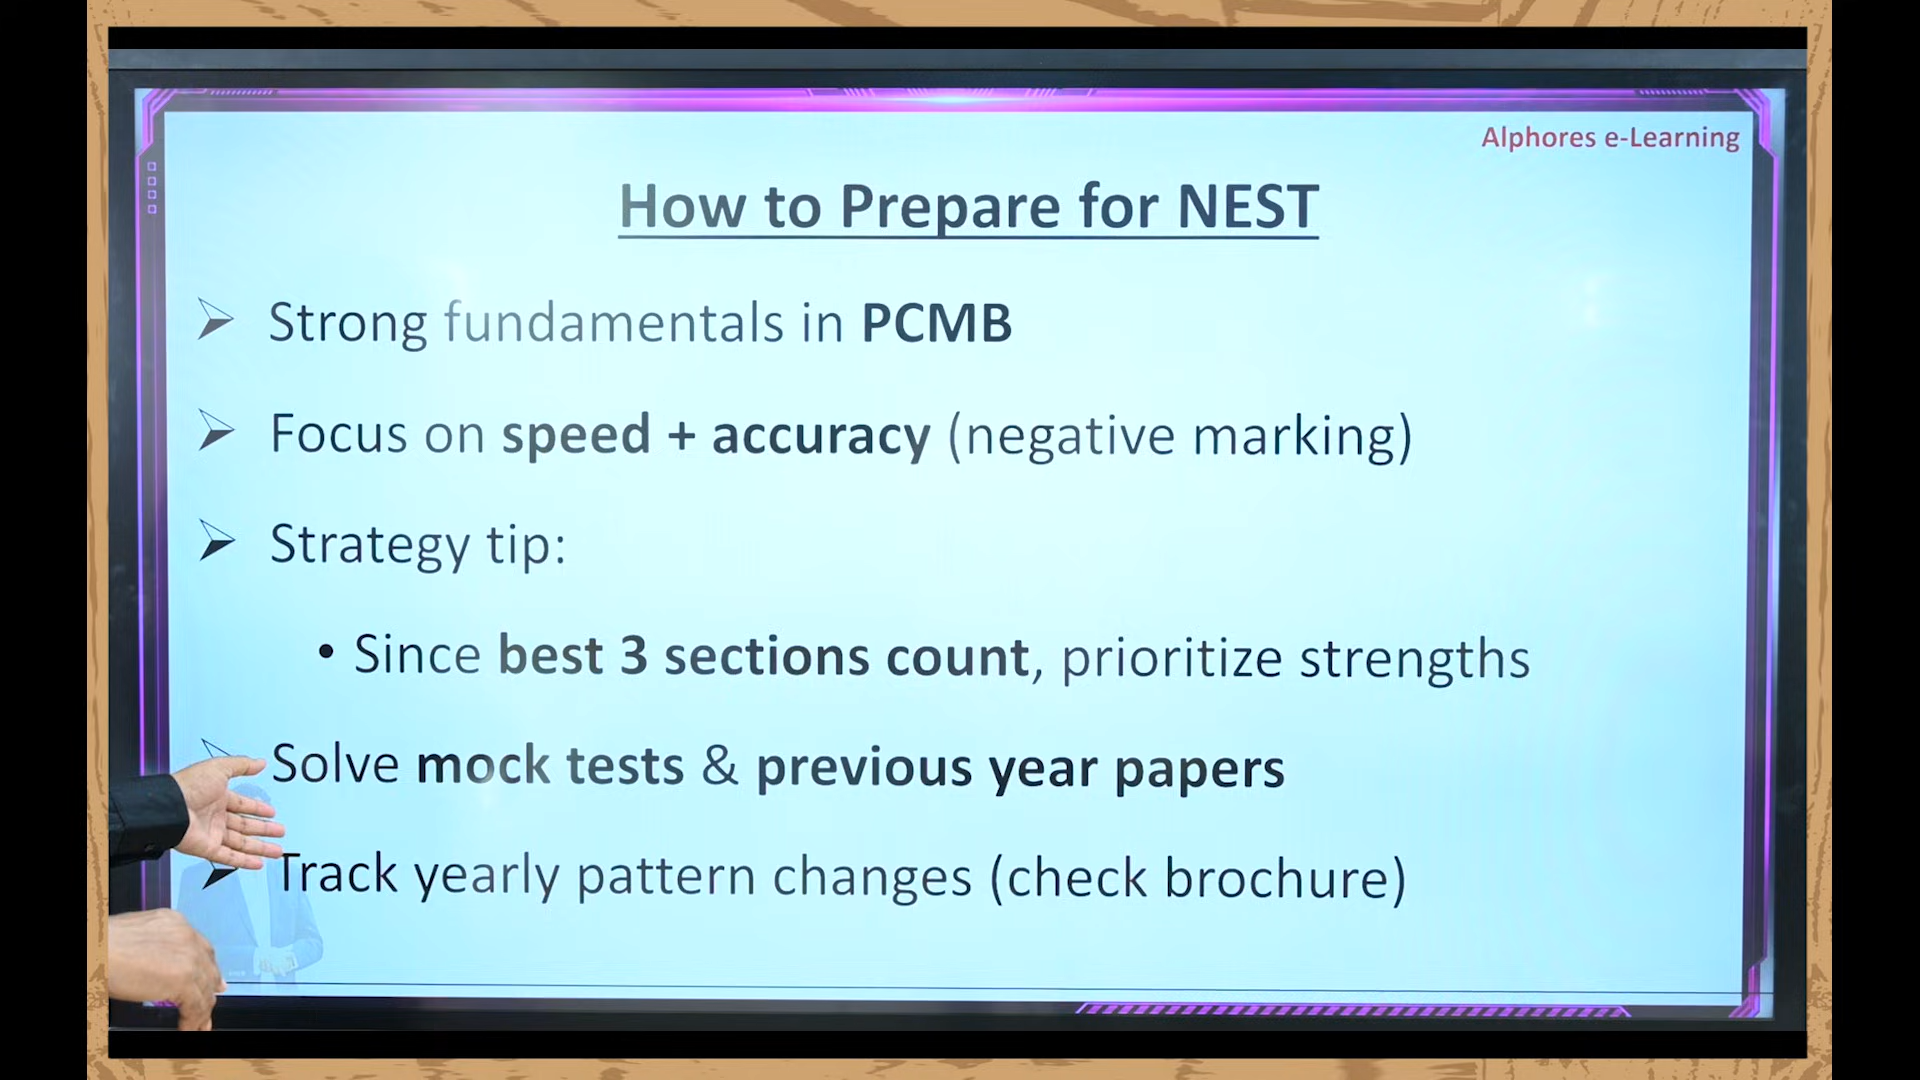 Alphores e-Learning
How to Prepare for NEST
Strong fundamentals in PCMB
Focus on speed + accuracy (negative marking)
Strategy tip:
• Since best 3 sections count, prioritize strengths
Solve mock tests & previous year papers
Track yearly pattern changes (check brochure)